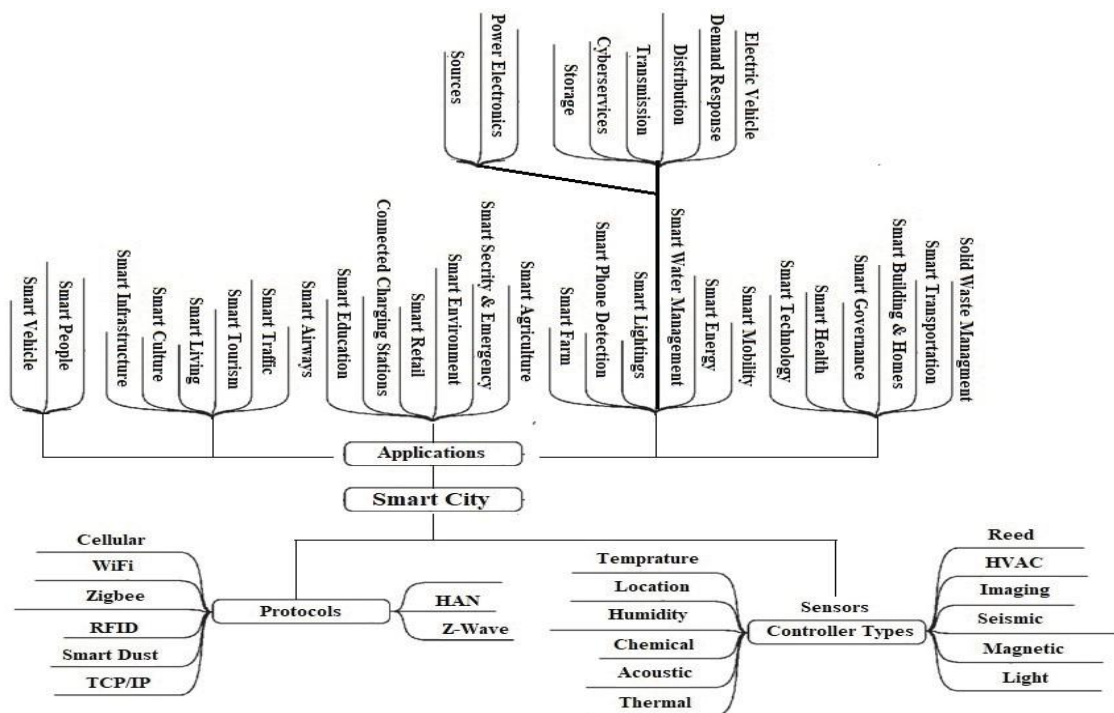 Sources
Power Electronics
Storage
Cyberservices
Transmission
Distribution
Demand Response
Electric Vehicle
Smart Vehicle
Smart People
Smart Infrastructure
Smart Culture
Smart Living
Smart Tourism
Smart Traffic
Smart Airways
Smart Education
Connected Charging Stations
Smart Retail
Smart Environment
Smart Secrity & Emergency
Smart Agriculture
Smart Farm
Smart Phone Detection
Smart Lightings
Smart Water Management
Smart Energy
Smart Mobility
Smart Technology
Smart Health
Smart Governance
Smart Building & Homes
Smart Transportation
Solid Waste Managment
Applications
Smart City
Cellular
WiFi
Zigbee
RFID
Smart Dust
TCP/IP
Protocols
HAN
Z-Wave
Temprature
Location
Humidity
Chemical
Acoustic
Thermal
Sensors
Controller Types
Reed
HVAC
Imaging
Seismic
Magnetic
Light